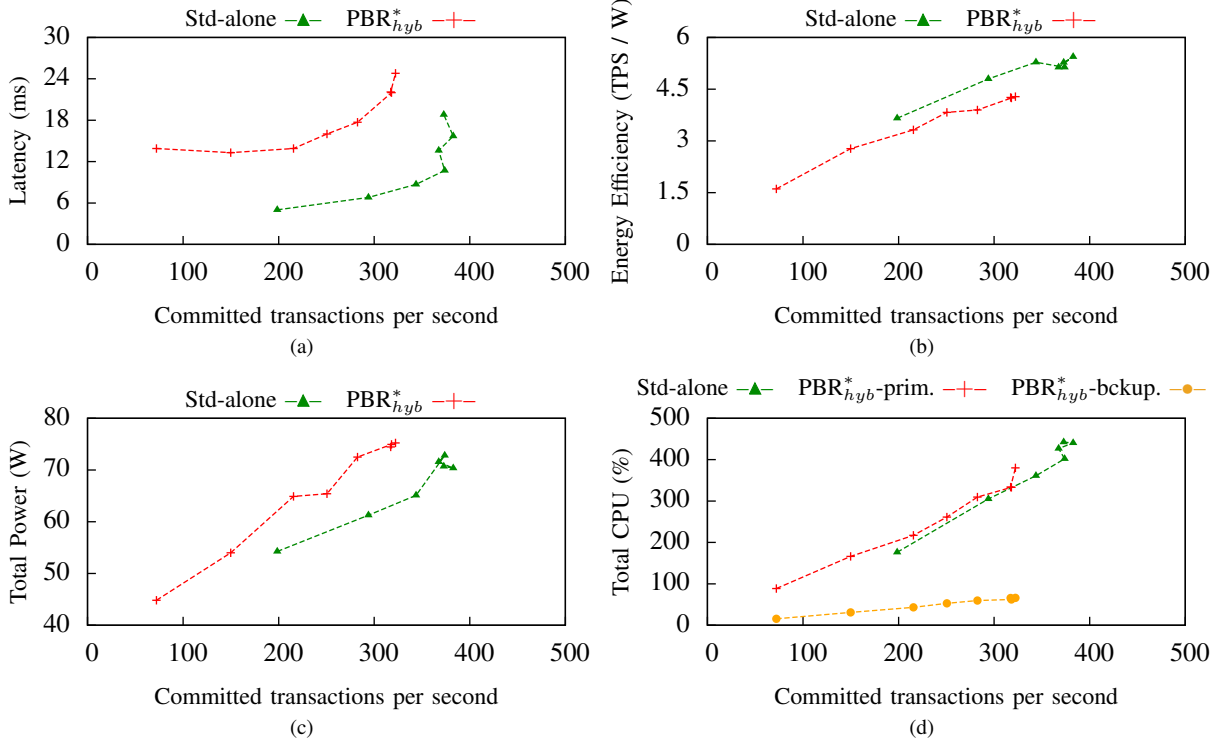 Std-alone PBR*hyb
Latency (ms)
30
24
18
12
6
0
0 100 200 300 400 500
Committed transactions per second
(a)
Std-alone PBR*hyb
Energy Efficiency (TPS / W)
6
4.5
3
1.5
0
0 100 200 300 400 500
Committed transactions per second
(b)
Std-alone PBR*hyb
Total Power (W)
80
70
60
50
40
0 100 200 300 400 500
Committed transactions per second
(c)
Std-alone PBR*hyb-prim. PBR*hyb-bckup.
Total CPU (%)
500
400
300
200
100
0
0 100 200 300 400 500
Committed transactions per second
(d)